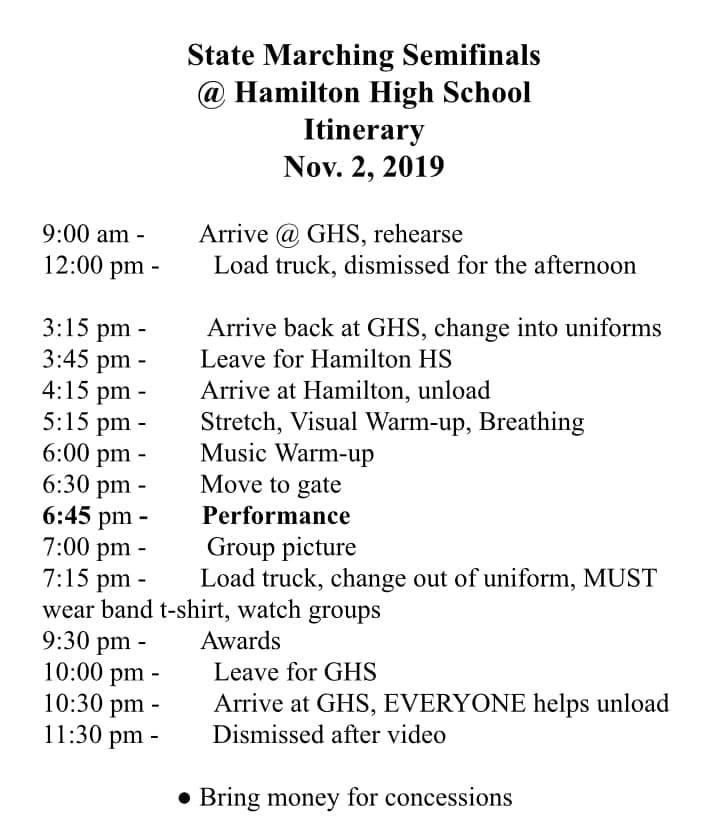 State Marching Semifinals
@ Hamilton High School
Itinerary
Nov. 2, 2019
9:00 am - Arrive @ GHS, rehearse
12:00 pm - Load truck, dismissed for the afternoon
3:15 pm - Arrive back at GHS, change into uniforms
3:45 pm - Leave for Hamilton HS
4:15 pm - Arrive at Hamilton, unload
5:15 pm - Stretch, Visual Warm-up, Breathing
6:00 pm - Music Warm-up
6:30 pm - Move to gate
6:45 pm - Performance
7:00 pm - Group picture
7:15 pm - Load truck, change out of uniform, MUST
wear band t-shirt, watch groups
9:30 pm - Awards
10:00 pm - Leave for GHS
10:30 pm - Arrive at GHS, EVERYONE helps unload
11:30 pm - Dismissed after video
● Bring money for concessions